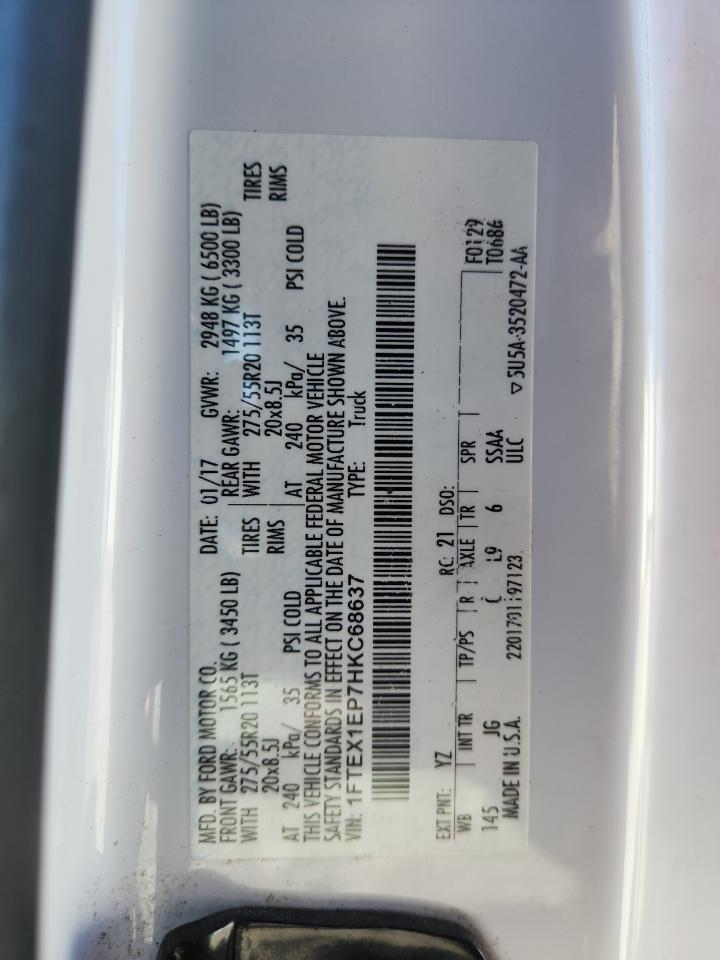 MFD. BY FORD MOTOR CO. DATE: 01/17 GVWR: 2948 KG ( 6500 LB)
FRONT GAWR: 1565 KG ( 3450 LB) REAR GAWR: 1497 KG ( 3300 LB)
WITH 275/55R20 113T TIRES WITH 275/55R20 113T TIRES
20x8.5J RIMS 20x8.5J RIMS
AT 240 kPa/ 35 PSI COLD AT 240 kPa/ 35 PSI COLD
THIS VEHICLE CONFORMS TO ALL APPLICABLE FEDERAL MOTOR VEHICLE
SAFETY STANDARDS IN EFFECT ON THE DATE OF MANUFACTURE SHOWN ABOVE.
VIN: 1FTEX1EP7HKC68637 TYPE: Truck
EXT PNT: YZ RC: 21 DSO:
WB INT TR TP/PS R AXLE TR SPR F0129
145 JG C L9 6 SSAA T0686
MADE IN U.S.A. 2201701197123 ULC ▽5U5A-3520472-AA